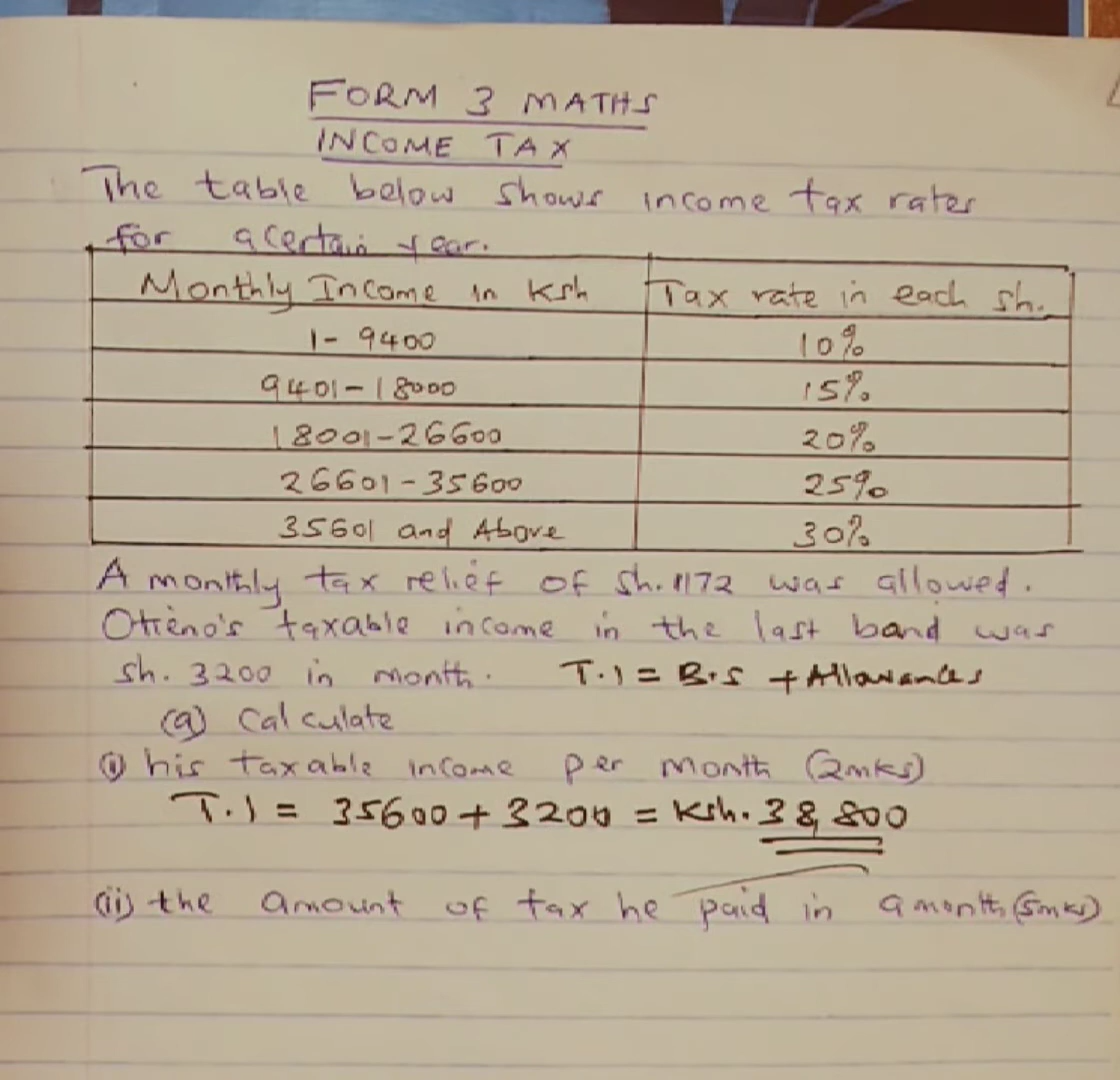 FORM 3 MATHS
INCOME TAX
The table below shows income tax rates
for a certain year.
Monthly Income in Ksh Tax rate in each sh.
1 - 9400 10%
9401 - 18000 15%
18001 - 26600 20%
26601 - 35600 25%
35601 and Above 30%
A monthly tax relief of sh. 1172 was allowed.
Otieno's taxable income in the last band was
sh. 3200 in month. T.I = B.S + Allowances
(a) Calculate
(i) his taxable income per month (2mks)
T.I = 35600 + 3200 = Ksh. 38,800
(ii) the amount of tax he paid in a month (5mks)